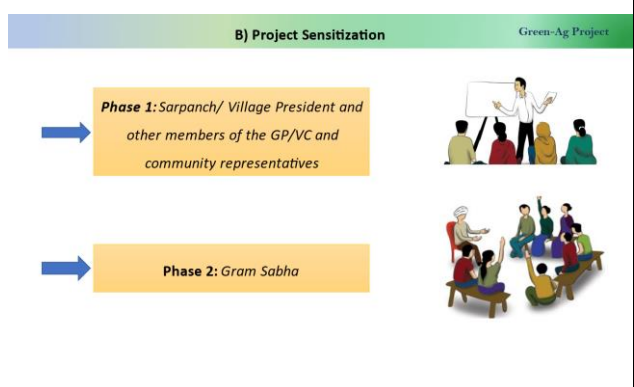 B) Project Sensitization
Green-Ag Project
Phase 1: Sarpanch/ Village President and
other members of the GP/VC and
community representatives
Phase 2: Gram Sabha